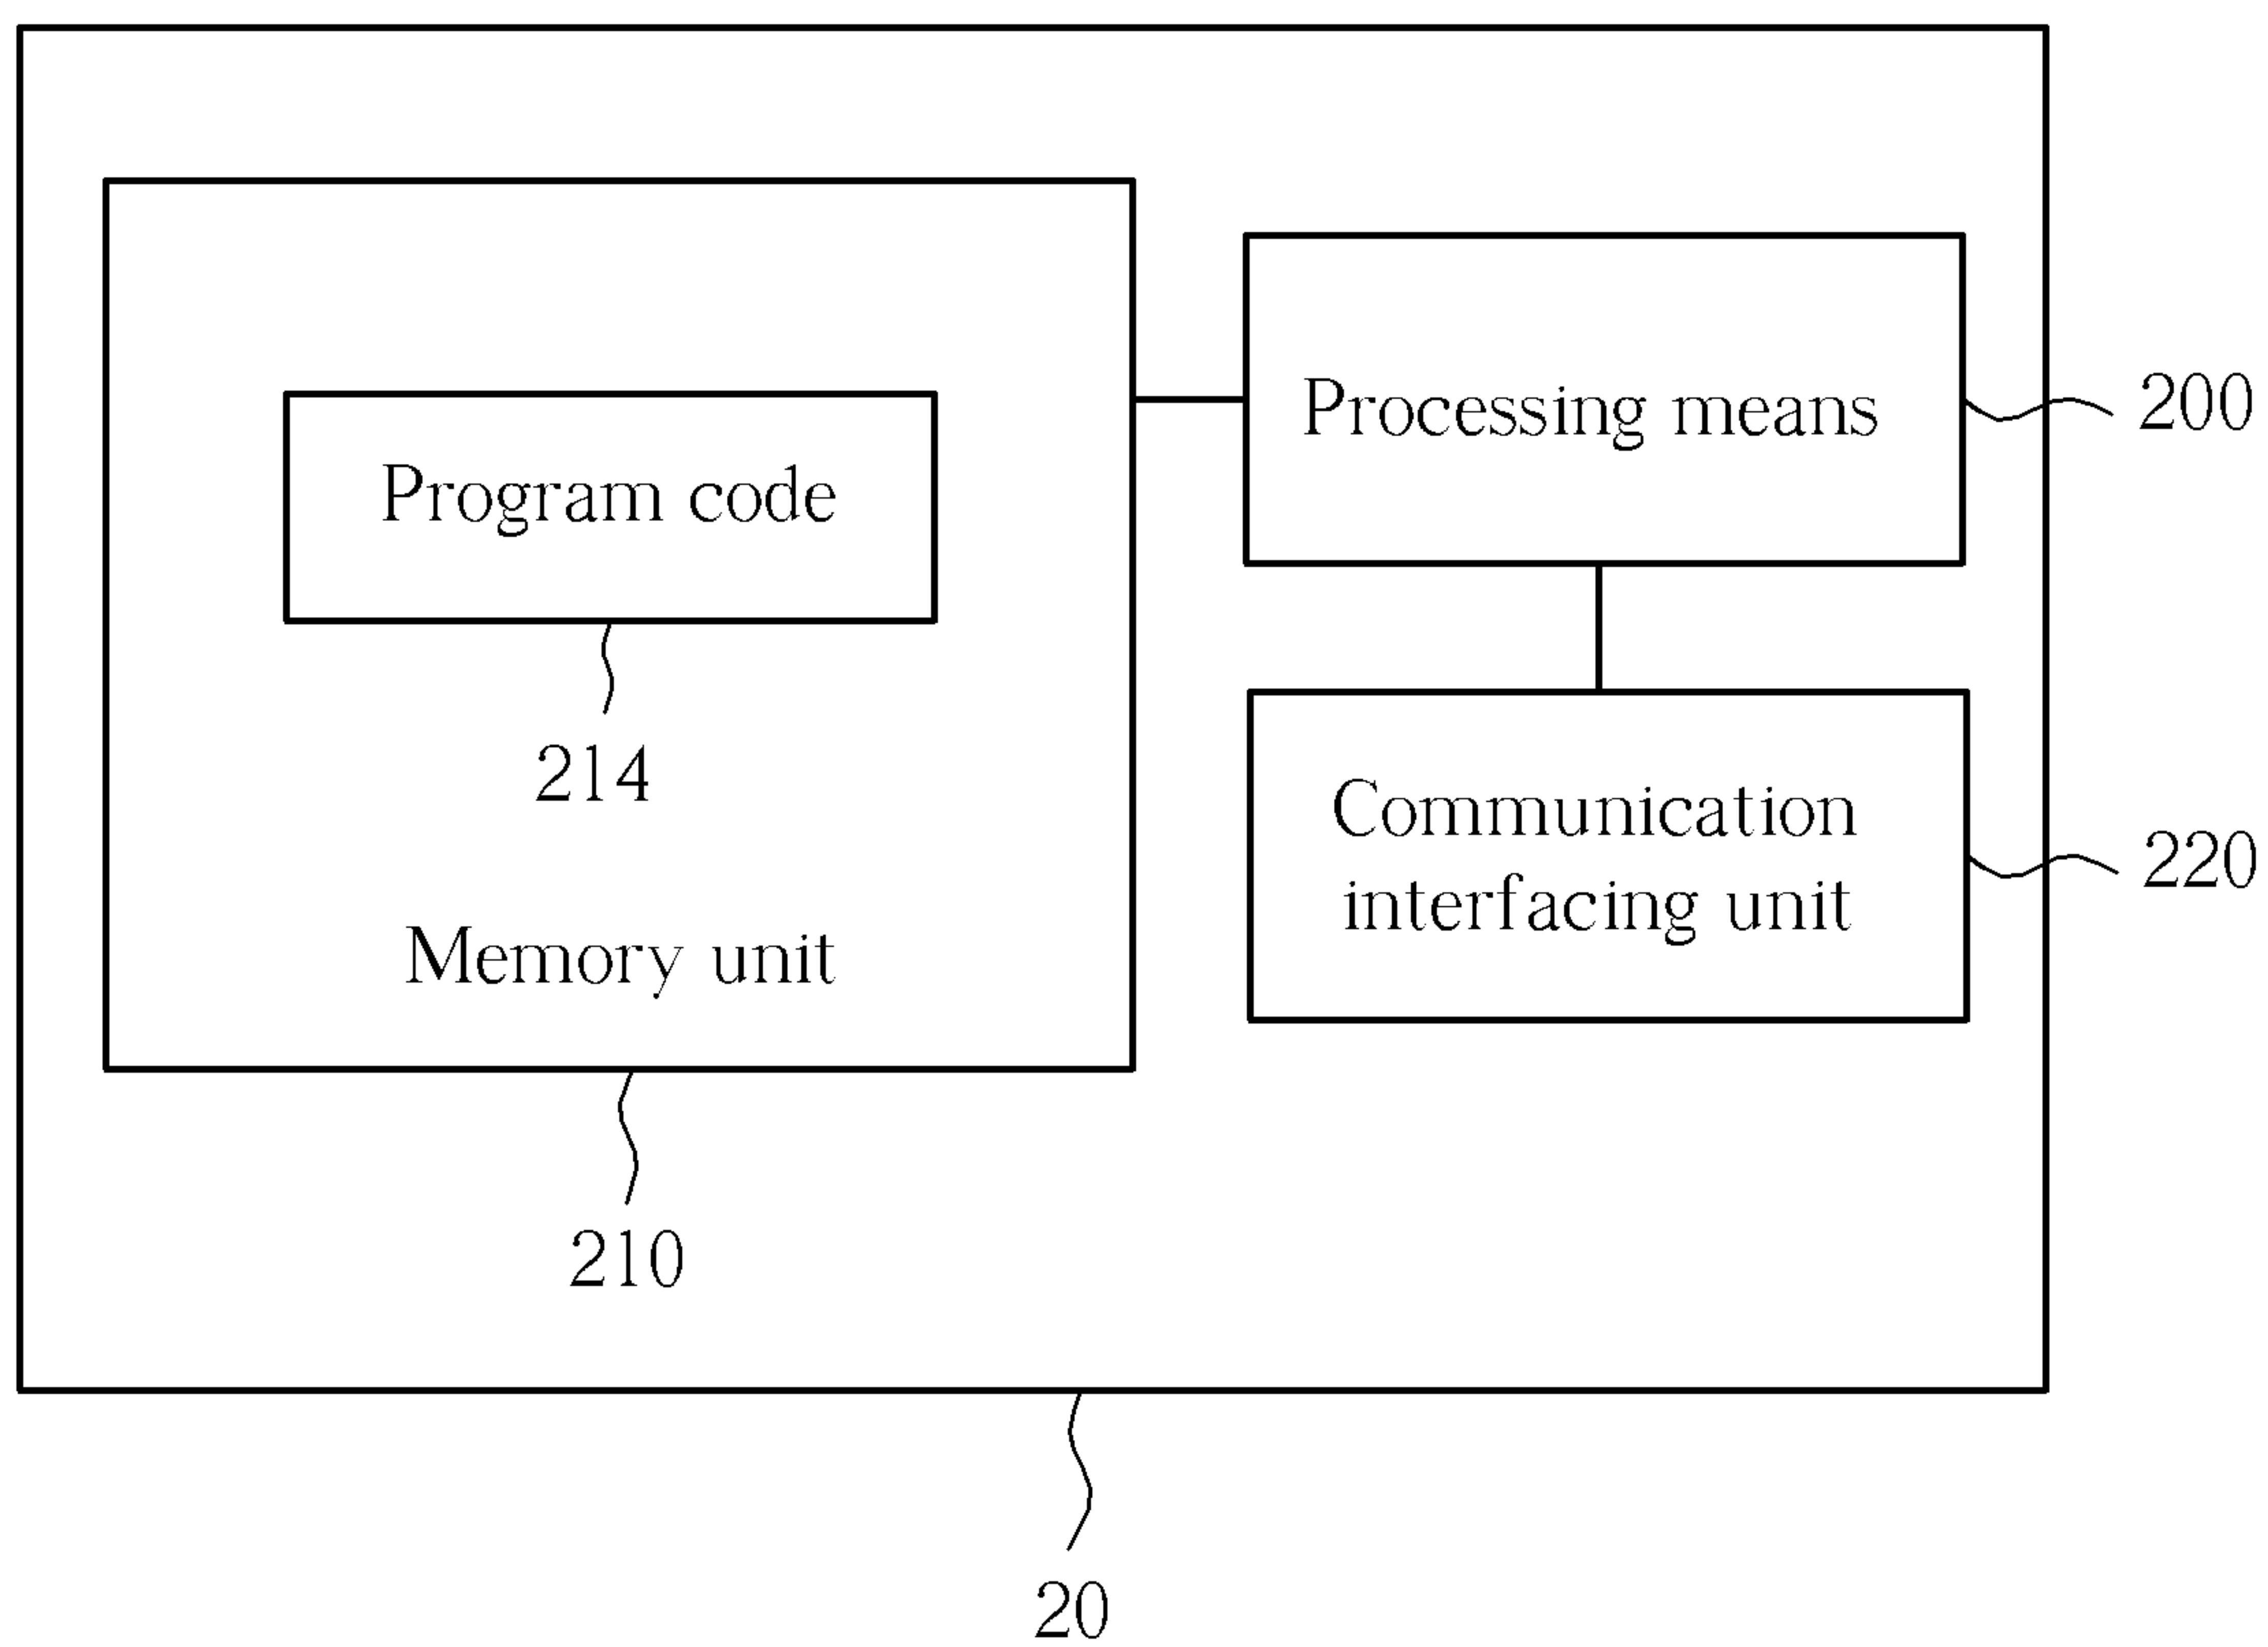 Processing means
200
Program code
214
Communication
interfacing unit
220
Memory unit
210
20